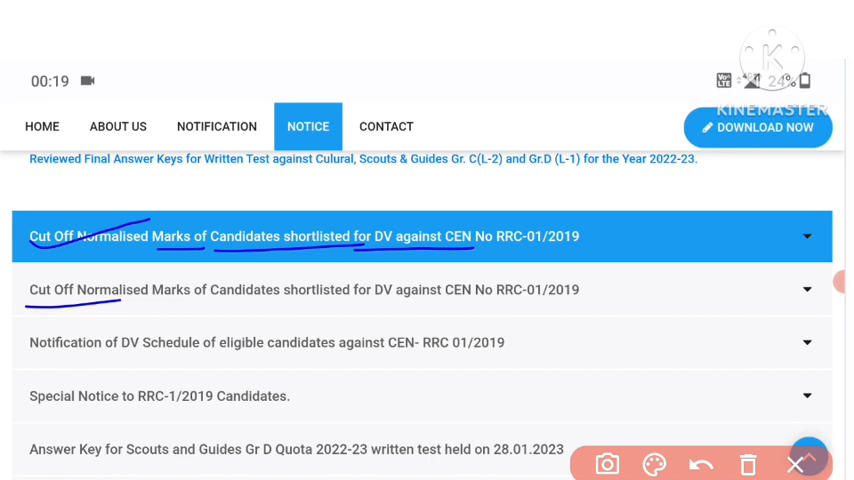 00:19
Vo LTE
24%
KINEMASTER
HOME
ABOUT US
NOTIFICATION
NOTICE
CONTACT
DOWNLOAD NOW
Reviewed Final Answer Keys for Written Test against Culural, Scouts & Guides Gr. C(L-2) and Gr.D (L-1) for the Year 2022-23.
Cut Off Normalised Marks of Candidates shortlisted for DV against CEN No RRC-01/2019
Cut Off Normalised Marks of Candidates shortlisted for DV against CEN No RRC-01/2019
Notification of DV Schedule of eligible candidates against CEN- RRC 01/2019
Special Notice to RRC-1/2019 Candidates.
Answer Key for Scouts and Guides Gr D Quota 2022-23 written test held on 28.01.2023